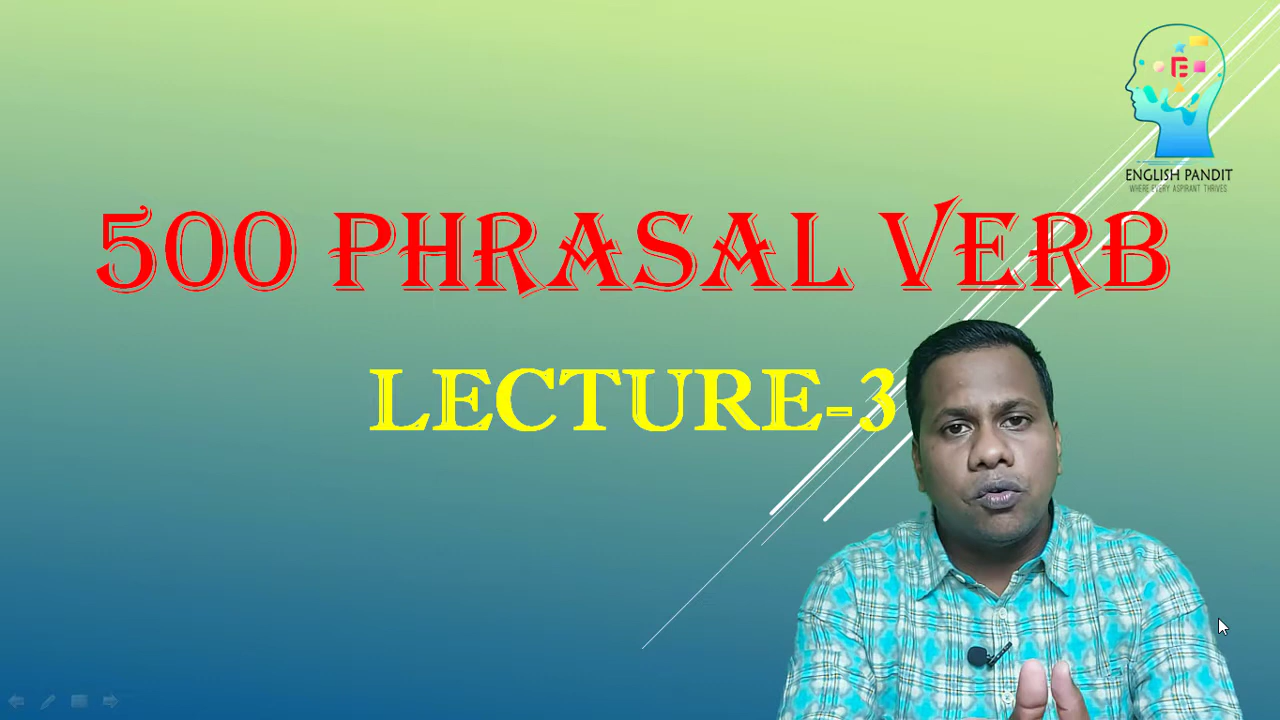 E
ENGLISH PANDIT
WHERE EVERY ASPIRANT THRIVES
500 PHRASAL VERB
LECTURE-3